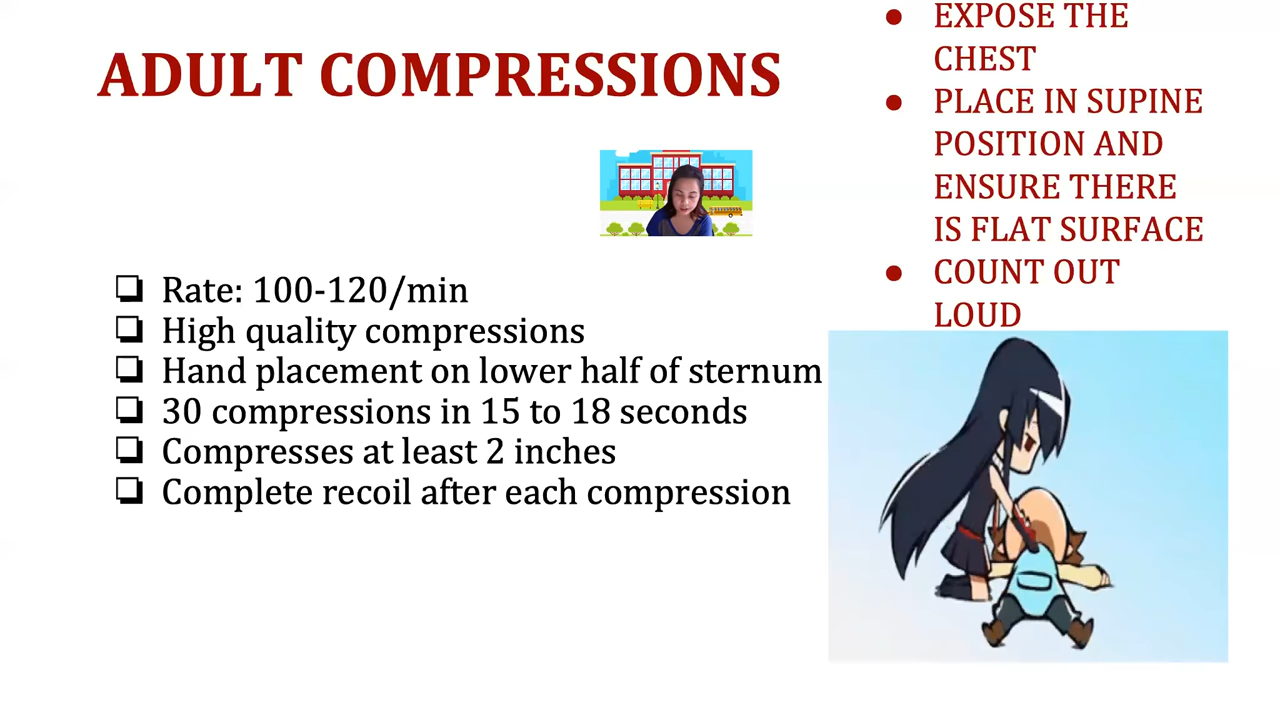 ADULT COMPRESSIONS
❏ Rate: 100-120/min
❏ High quality compressions
❏ Hand placement on lower half of sternum
❏ 30 compressions in 15 to 18 seconds
❏ Compresses at least 2 inches
❏ Complete recoil after each compression
● EXPOSE THE
CHEST
● PLACE IN SUPINE
POSITION AND
ENSURE THERE
IS FLAT SURFACE
● COUNT OUT
LOUD